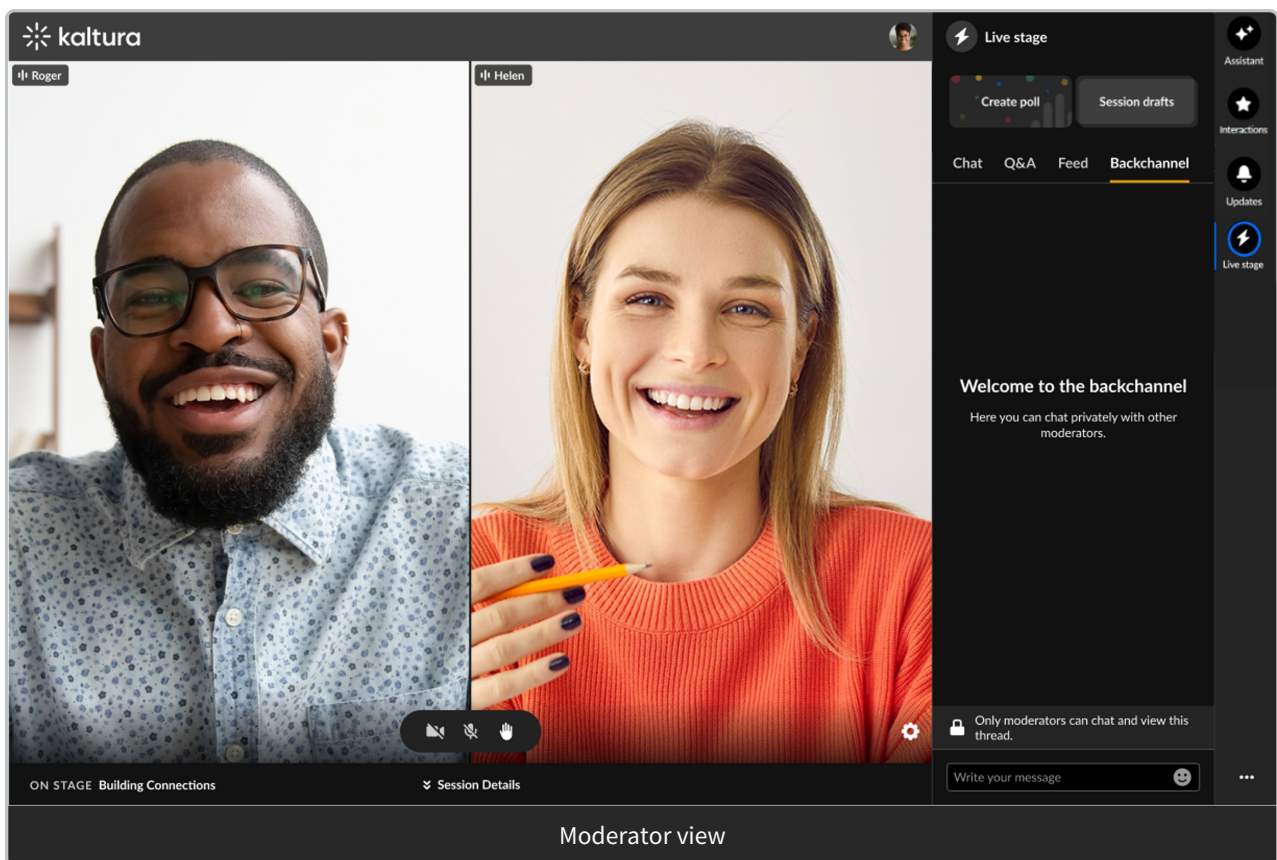 kaltura
Roger
Helen
Live stage
Create poll
Session drafts
Chat
Q&A
Feed
Backchannel
Welcome to the backchannel
Here you can chat privately with other
moderators.
Only moderators can chat and view this
thread.
Write your message
Assistant
Interactions
Updates
Live stage
ON STAGE Building Connections
Session Details
Moderator view